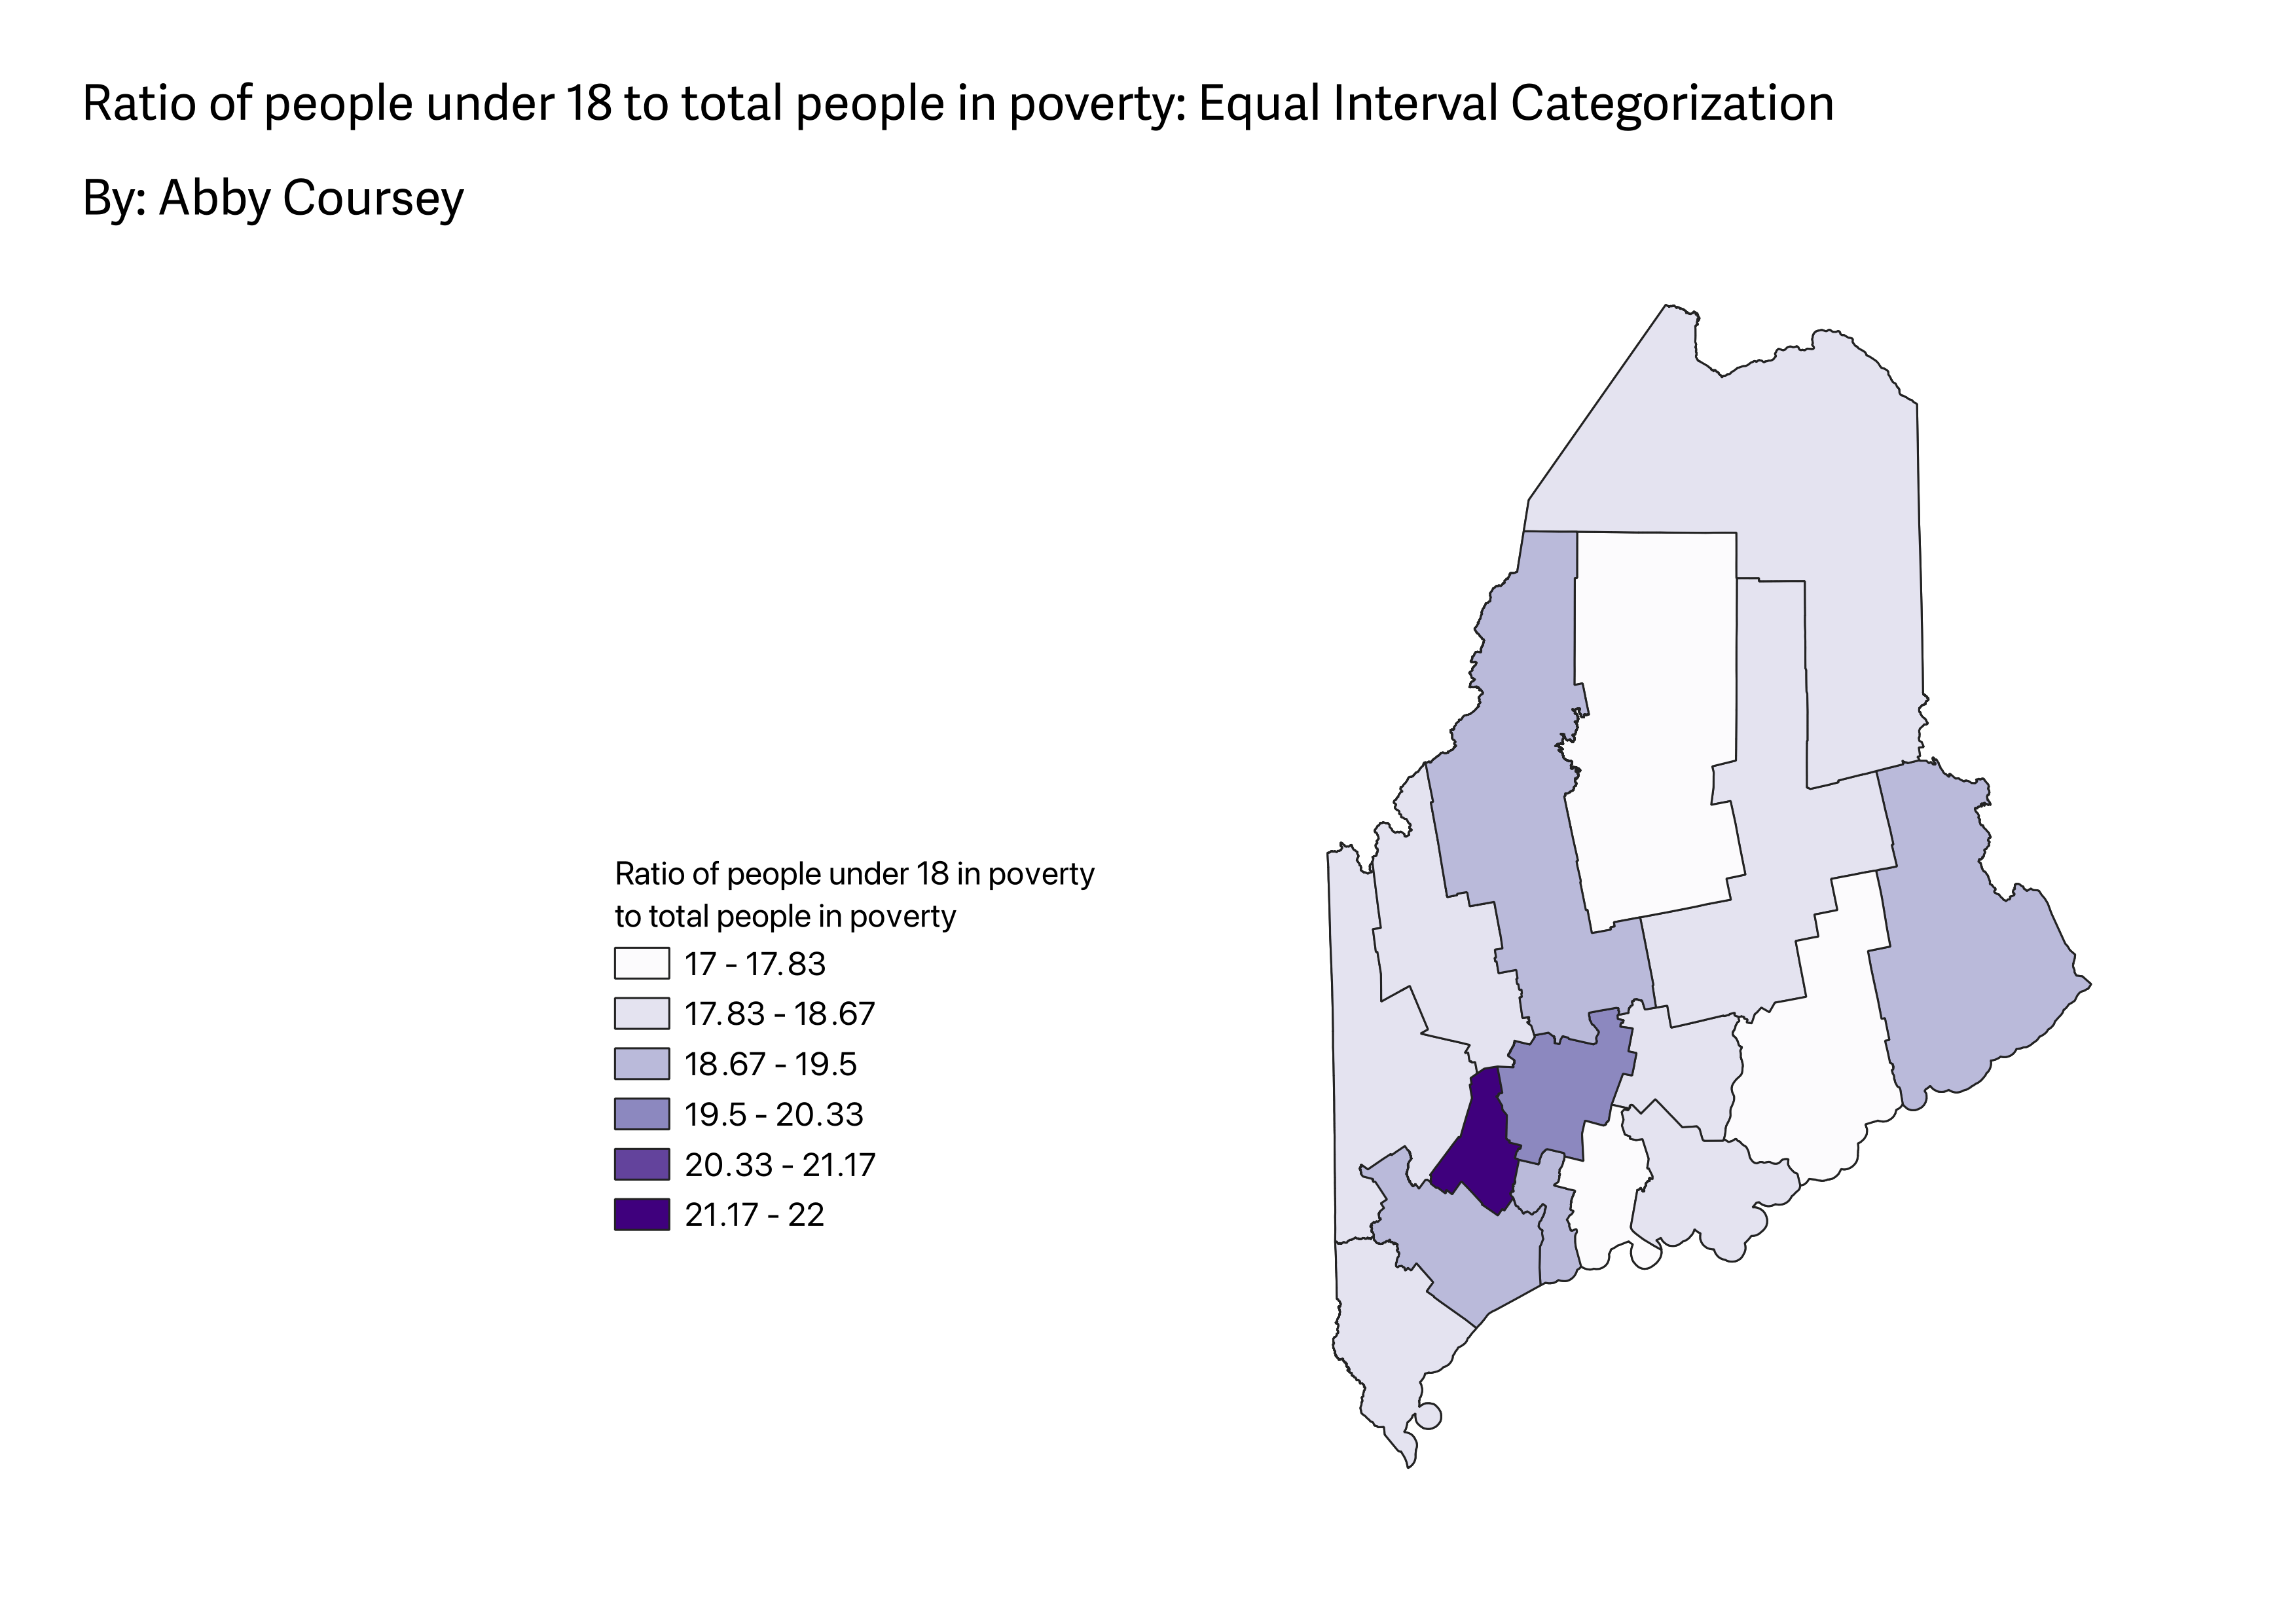 Ratio of people under 18 to total people in poverty: Equal Interval Categorization
By: Abby Coursey
Ratio of people under 18 in poverty
to total people in poverty
17 - 17.83
17.83 - 18.67
18.67 - 19.5
19.5 - 20.33
20.33 - 21.17
21.17 - 22